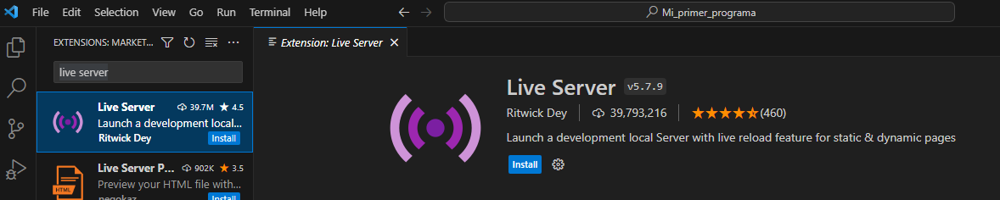 File Edit Selection View Go Run Terminal Help
Mi_primer_programa
EXTENSIONS: MARKET...
live server
Live Server 39.7M 4.5
Launch a development local...
Ritwick Dey Install
Live Server P... 902K 3.5
Preview your HTML file with...
negokaz Install
Extension: Live Server
Live Server v5.7.9
Ritwick Dey 39,793,216 (460)
Launch a development local Server with live reload feature for static & dynamic pages
Install
HTML